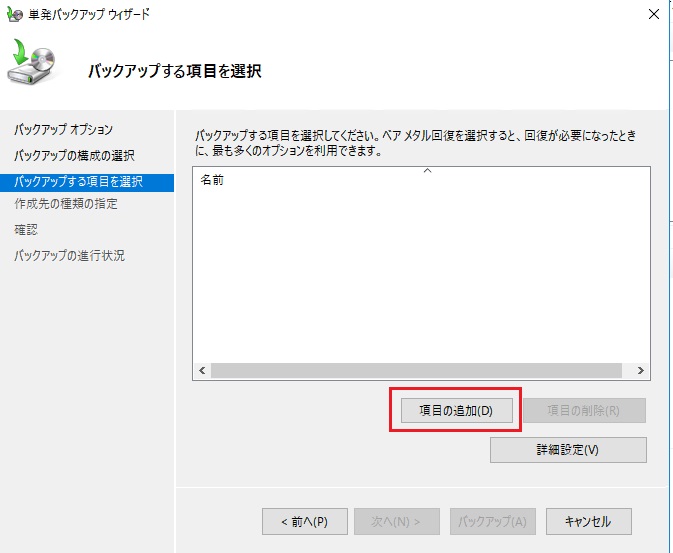 単発バックアップ ウィザード
バックアップする項目を選択
バックアップ オプション
バックアップの構成の選択
バックアップする項目を選択
作成先の種類の指定
確認
バックアップの進行状況
バックアップする項目を選択してください。ベア メタル回復を選択すると、回復が必要になったとき
に、最も多くのオプションを利用できます。
名前
項目の追加(D)
項目の削除(R)
詳細設定(V)
< 前へ(P)
次へ(N) >
バックアップ(A)
キャンセル